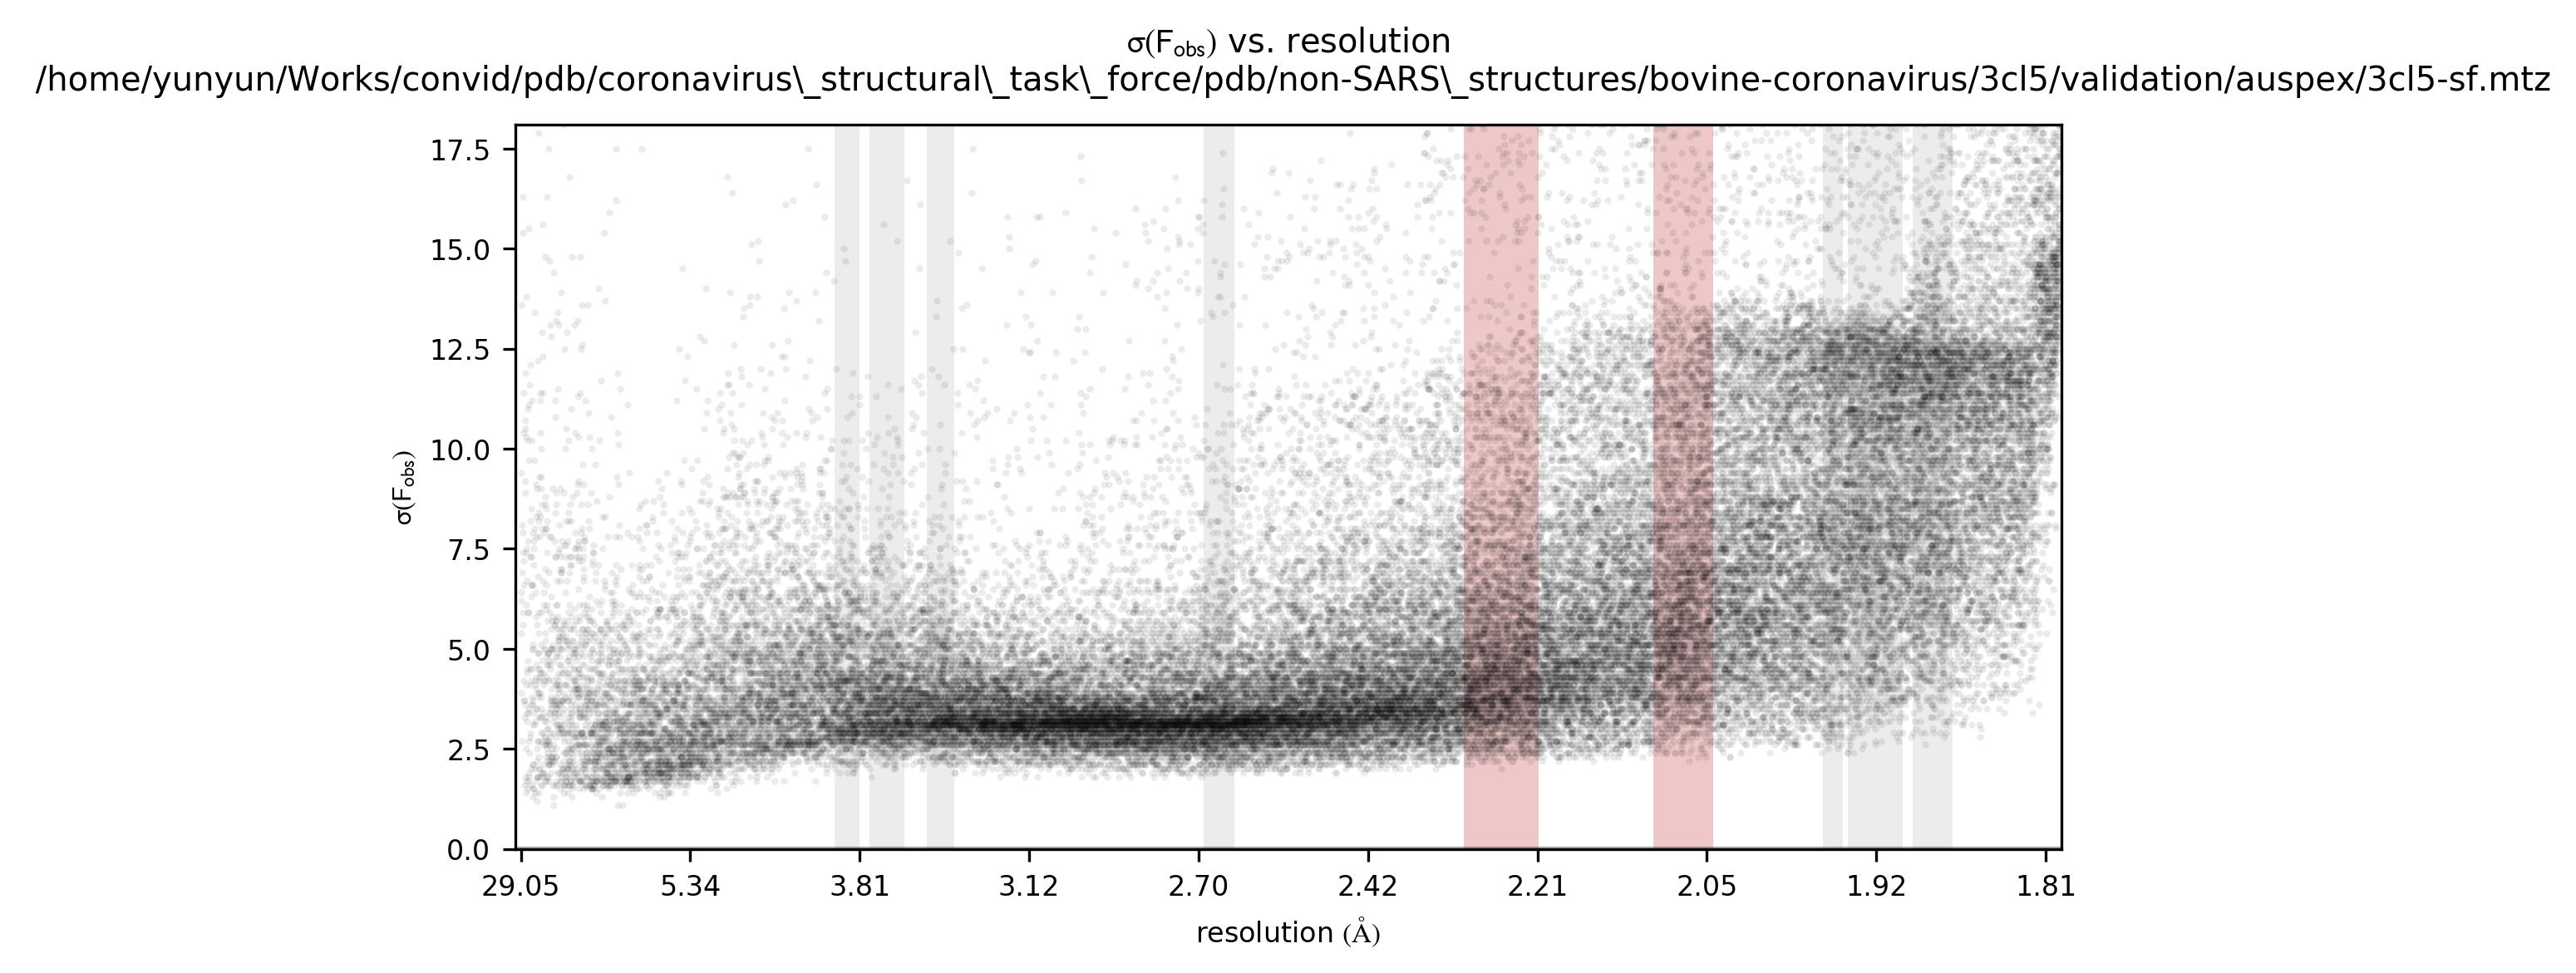 σ(Fobs) vs. resolution
/home/yunyun/Works/convid/pdb/coronavirus\_structural\_task\_force/pdb/non-SARS\_structures/bovine-coronavirus/3cl5/validation/auspex/3cl5-sf.mtz
17.5
15.0
12.5
10.0
7.5
5.0
2.5
0.0
σ(Fobs)
29.05 5.34 3.81 3.12 2.70 2.42 2.21 2.05 1.92 1.81
resolution (Å)